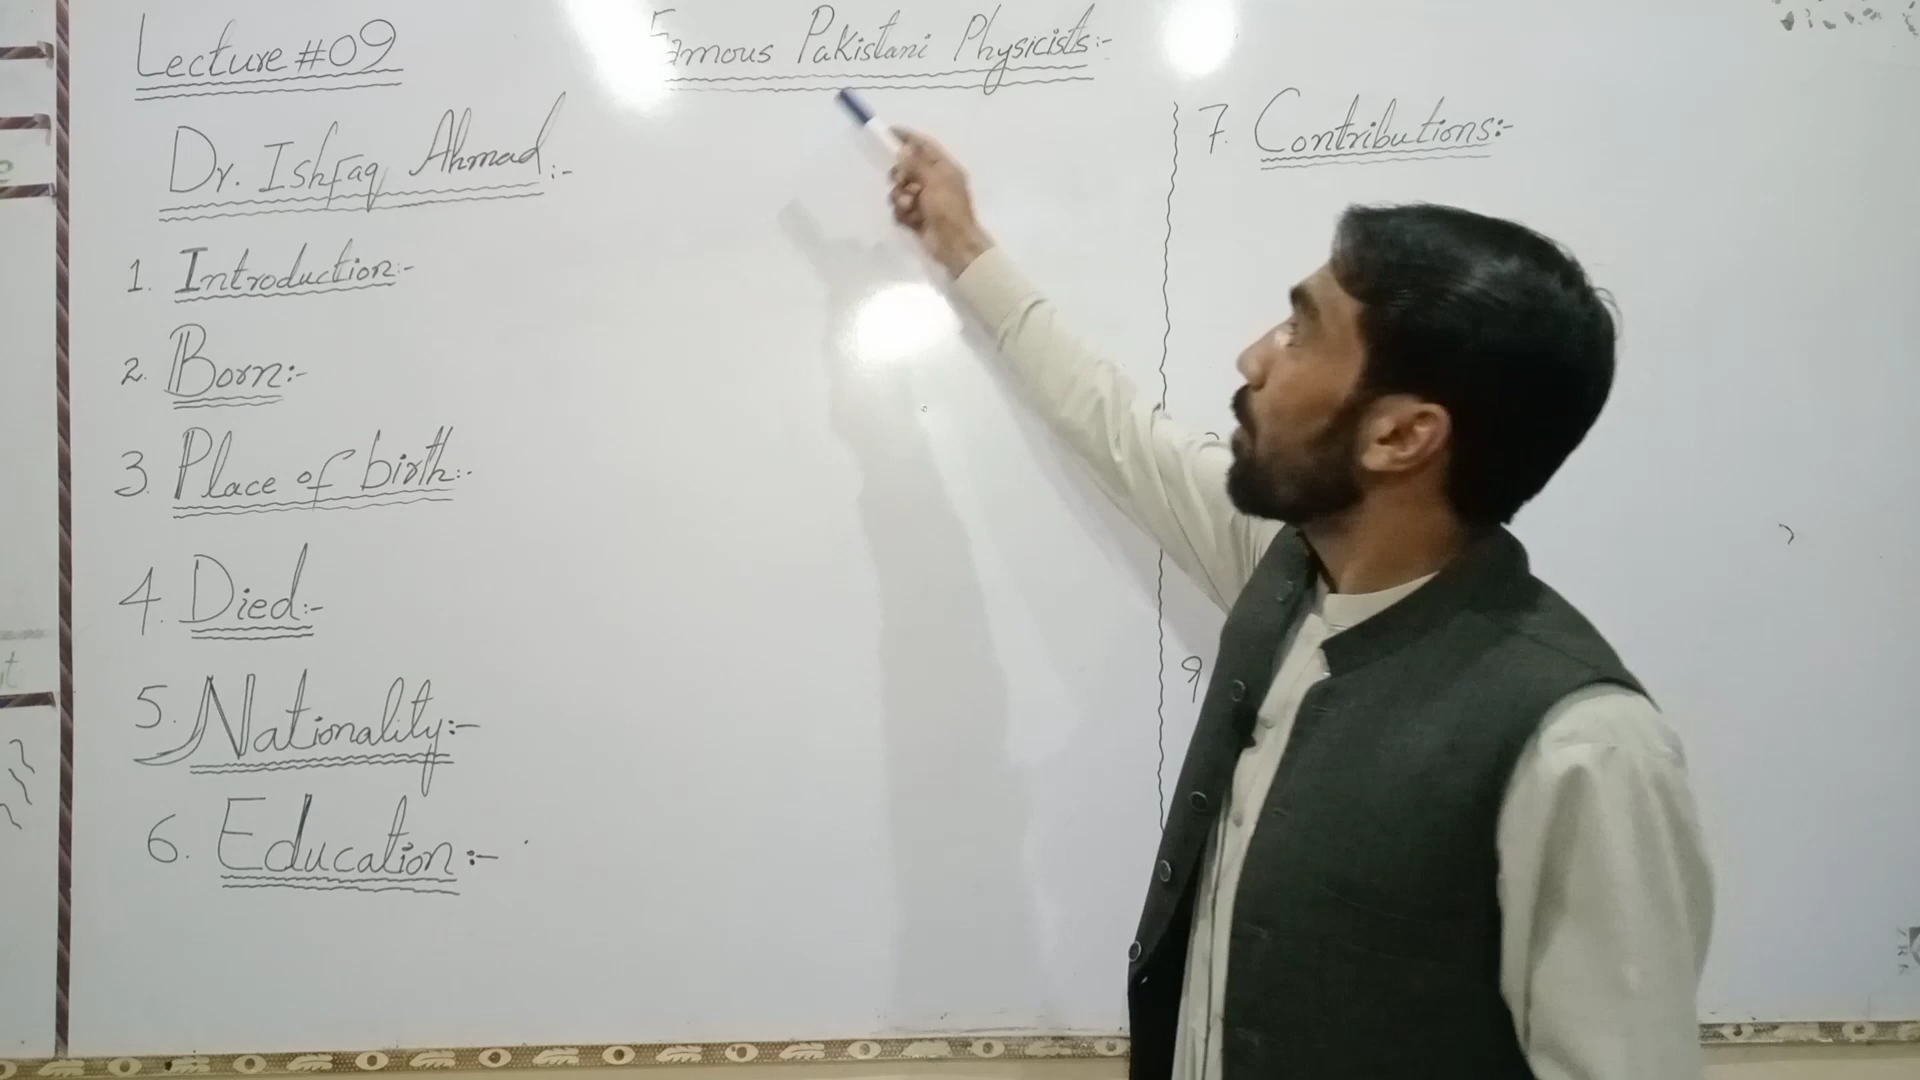 Lecture #09
Famous Pakistani Physicists:-
Dr. Ishfaq Ahmad:-
1. Introduction:-
2. Born:-
3. Place of birth:-
4. Died:-
5. Nationality:-
6. Education:-
7. Contributions:-
9